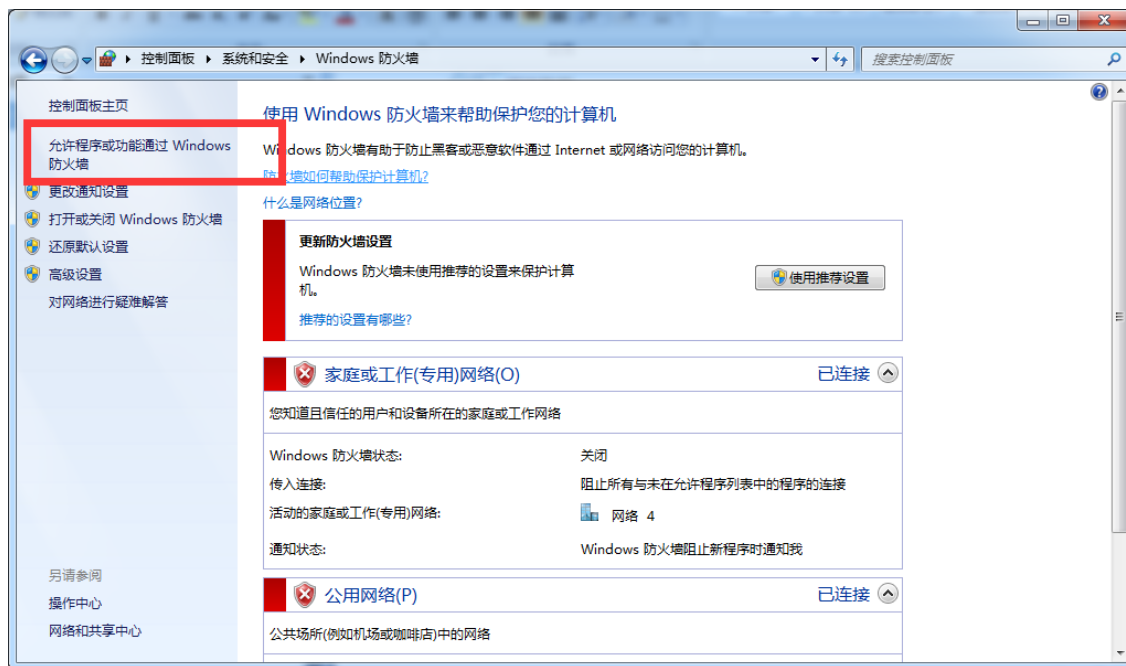 控制面板 ▸ 系统和安全 ▸ Windows 防火墙
搜索控制面板
控制面板主页
允许程序或功能通过 Windows
防火墙
更改通知设置
打开或关闭 Windows 防火墙
还原默认设置
高级设置
对网络进行疑难解答
另请参阅
操作中心
网络和共享中心
使用 Windows 防火墙来帮助保护您的计算机
Windows 防火墙有助于防止黑客或恶意软件通过 Internet 或网络访问您的计算机。
防火墙如何帮助保护计算机?
什么是网络位置?
更新防火墙设置
Windows 防火墙未使用推荐的设置来保护计算
机。
使用推荐设置
推荐的设置有哪些?
家庭或工作(专用)网络(O) 已连接
您知道且信任的用户和设备所在的家庭或工作网络
Windows 防火墙状态: 关闭
传入连接: 阻止所有与未在允许程序列表中的程序的连接
活动的家庭或工作(专用)网络: 网络 4
通知状态: Windows 防火墙阻止新程序时通知我
公用网络(P) 已连接
公共场所(例如机场或咖啡店)中的网络